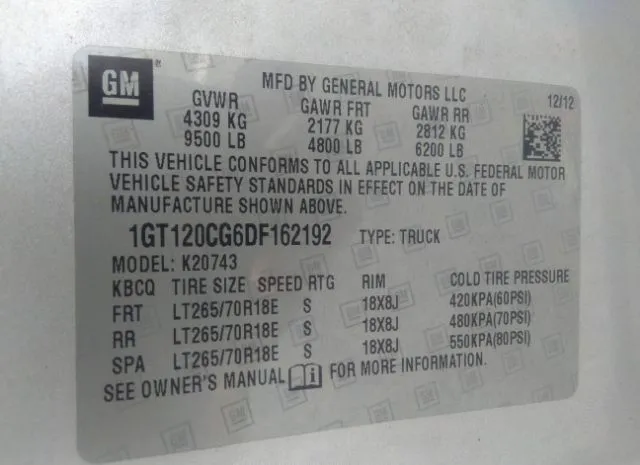 GM
MFD BY GENERAL MOTORS LLC
GVWR GAWR FRT GAWR RR 12/12
4309 KG 2177 KG 2812 KG
9500 LB 4800 LB 6200 LB
THIS VEHICLE CONFORMS TO ALL APPLICABLE U.S. FEDERAL MOTOR
VEHICLE SAFETY STANDARDS IN EFFECT ON THE DATE OF
MANUFACTURE SHOWN ABOVE.
1GT120CG6DF162192 TYPE: TRUCK
MODEL: K20743
KBCQ TIRE SIZE SPEED RTG RIM COLD TIRE PRESSURE
FRT LT265/70R18E S 18X8J 420KPA(60PSI)
RR LT265/70R18E S 18X8J 480KPA(70PSI)
SPA LT265/70R18E S 18X8J 550KPA(80PSI)
SEE OWNER'S MANUAL i FOR MORE INFORMATION.